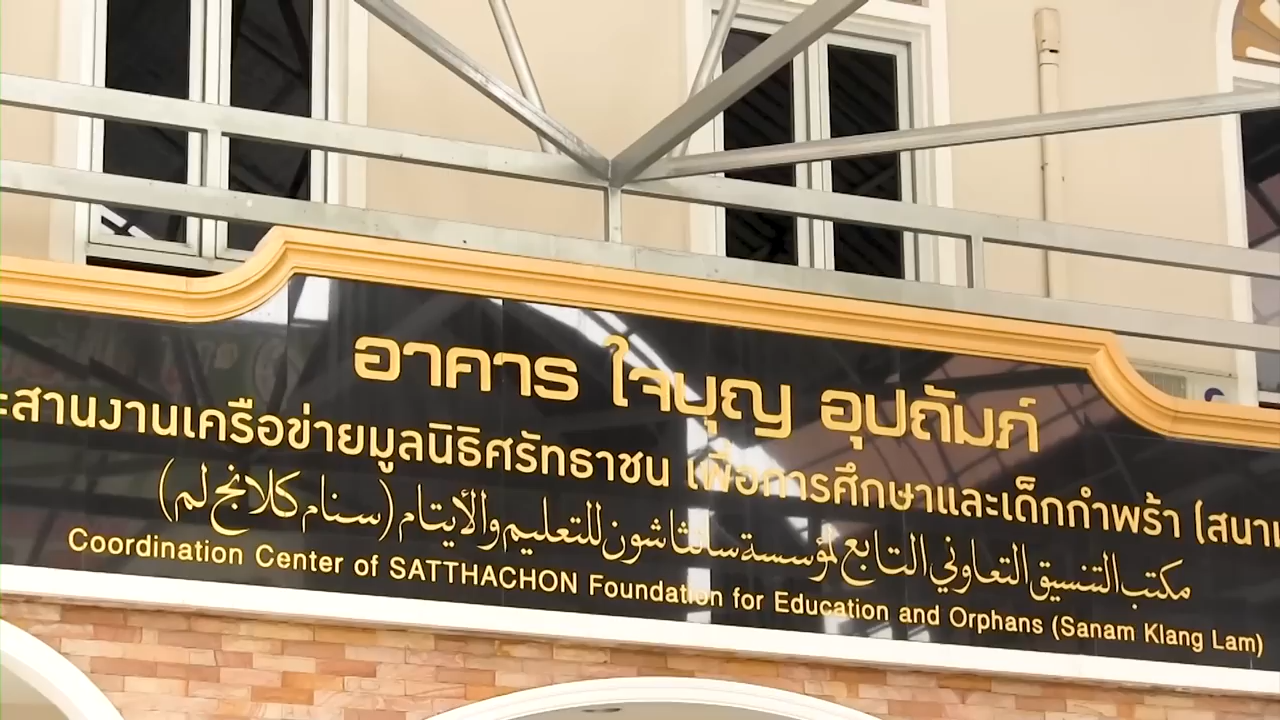 อาคาร ใจบุญ อุปถัมภ์
ะสานงานเครือข่ายมูลนิธิศรัทธาชน เพื่อการศึกษาและเด็กกำพร้า (สนาม
مكتب التنسيق التعاوني التابع لمؤسسة ساتثاشون للتعليم والأيتام (سنام كلانج لم)
Coordination Center of SATTHACHON Foundation for Education and Orphans (Sanam Klang Lam)